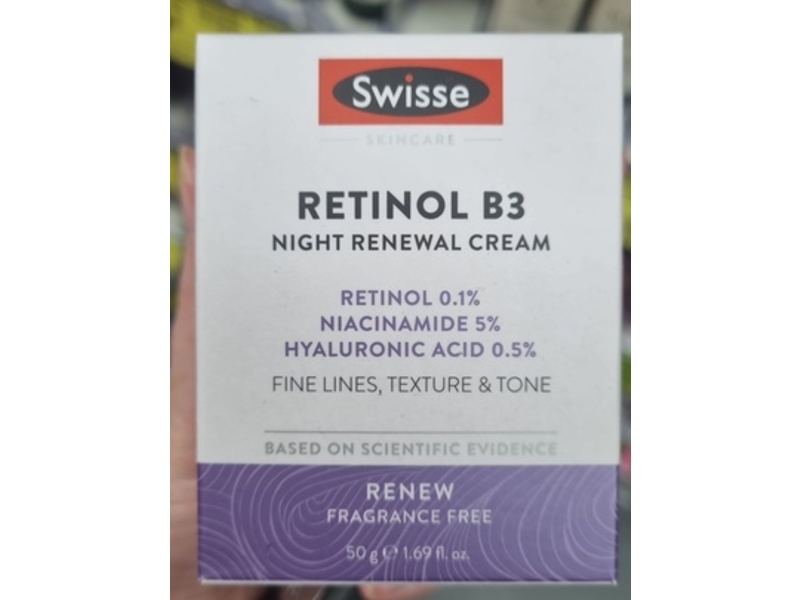 Swisse
SKINCARE
RETINOL B3
NIGHT RENEWAL CREAM
RETINOL 0.1%
NIACINAMIDE 5%
HYALURONIC ACID 0.5%
FINE LINES, TEXTURE & TONE
BASED ON SCIENTIFIC EVIDENCE
RENEW
FRAGRANCE FREE
50 g ℮ 1.69 fl. oz.